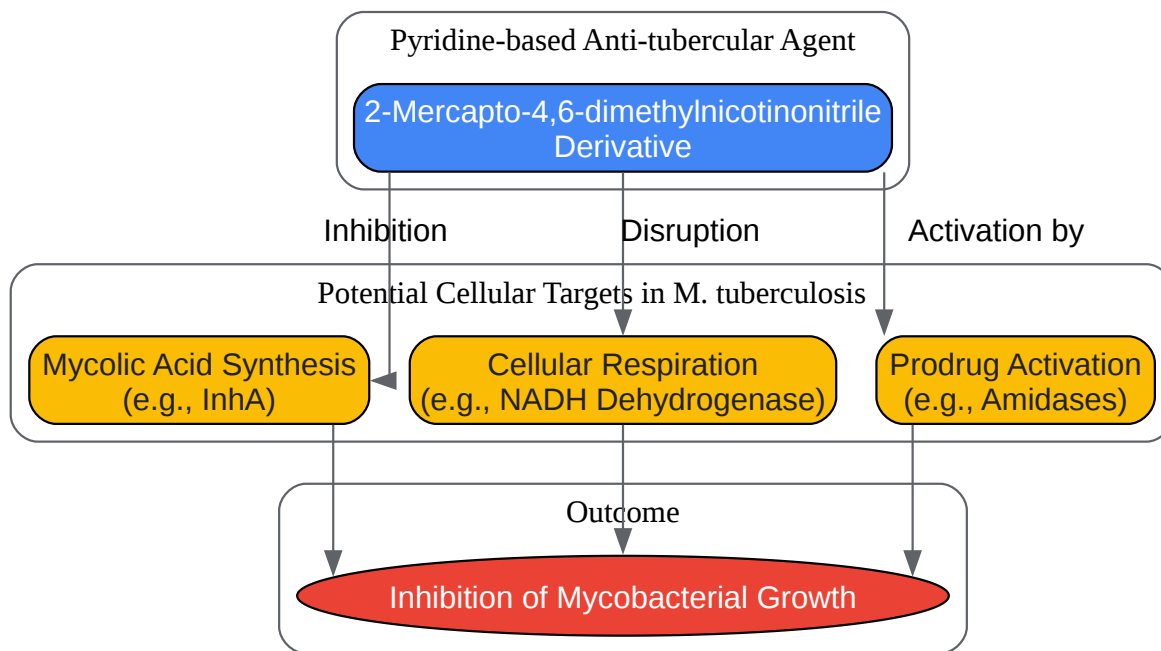 Pyridine-based Anti-tubercular Agent
2-Mercapto-4,6-dimethylnicotinonitrile
Derivative
Inhibition
Disruption
Activation by
Potential Cellular Targets in M. tuberculosis
Mycolic Acid Synthesis
(e.g., InhA)
Cellular Respiration
(e.g., NADH Dehydrogenase)
Prodrug Activation
(e.g., Amidases)
Outcome
Inhibition of Mycobacterial Growth